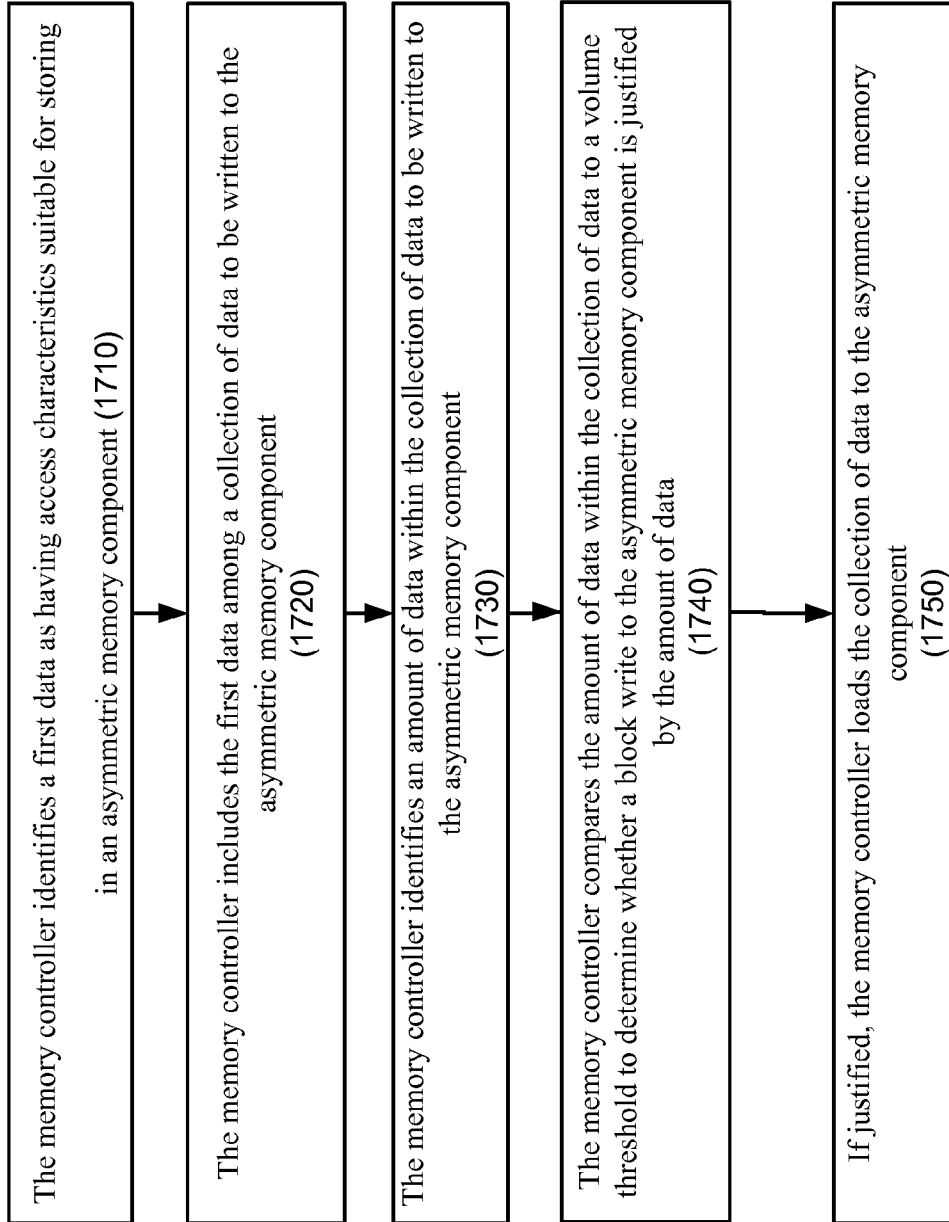 The memory controller identifies a first data as having access characteristics suitable for storing
in an asymmetric memory component (1710)
The memory controller includes the first data among a collection of data to be written to the
asymmetric memory component
(1720)
The memory controller identifies an amount of data within the collection of data to be written to
the asymmetric memory component
(1730)
The memory controller compares the amount of data within the collection of data to a volume
threshold to determine whether a block write to the asymmetric memory component is justified
by the amount of data
(1740)
If justified, the memory controller loads the collection of data to the asymmetric memory
component
(1750)